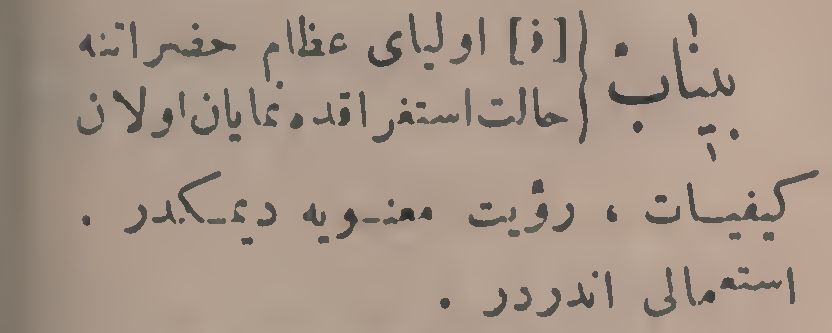 بیناب [ف] اولیای عظام حضراتنه
حالت استغراقده نمایان اولان
کیفیات ، رؤیت معنویه دیمکدر .
استعمالی اندردر .